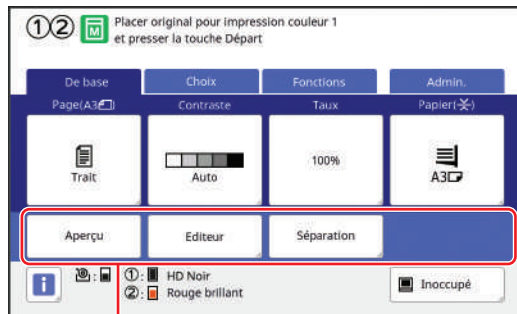 ①② M Placer original pour impression couleur 1
et presser la touche Départ
De base Choix Fonctions Admin.
Page(A3) Contraste Taux Papier()
Trait Auto 100% A3
Aperçu Editeur Séparation
i : ①: HD Noir
②: Rouge brillant
Inoccupé